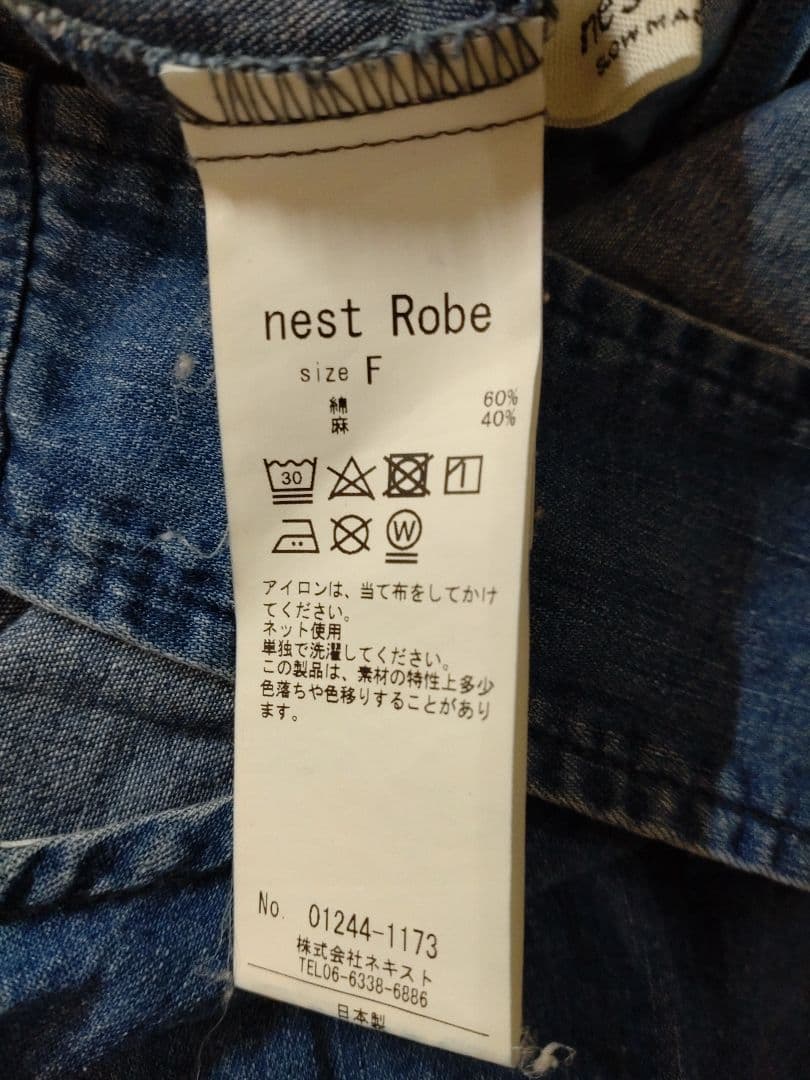 nest Robe
size F
綿 60%
麻 40%
30
W
アイロンは、当て布をしてかけ
てください。
ネット使用
単独で洗濯してください。
この製品は、素材の特性上多少
色落ちや色移りすることがあり
ます。
No. 01244-1173
株式会社ネキスト
TEL06-6338-6886
日本製